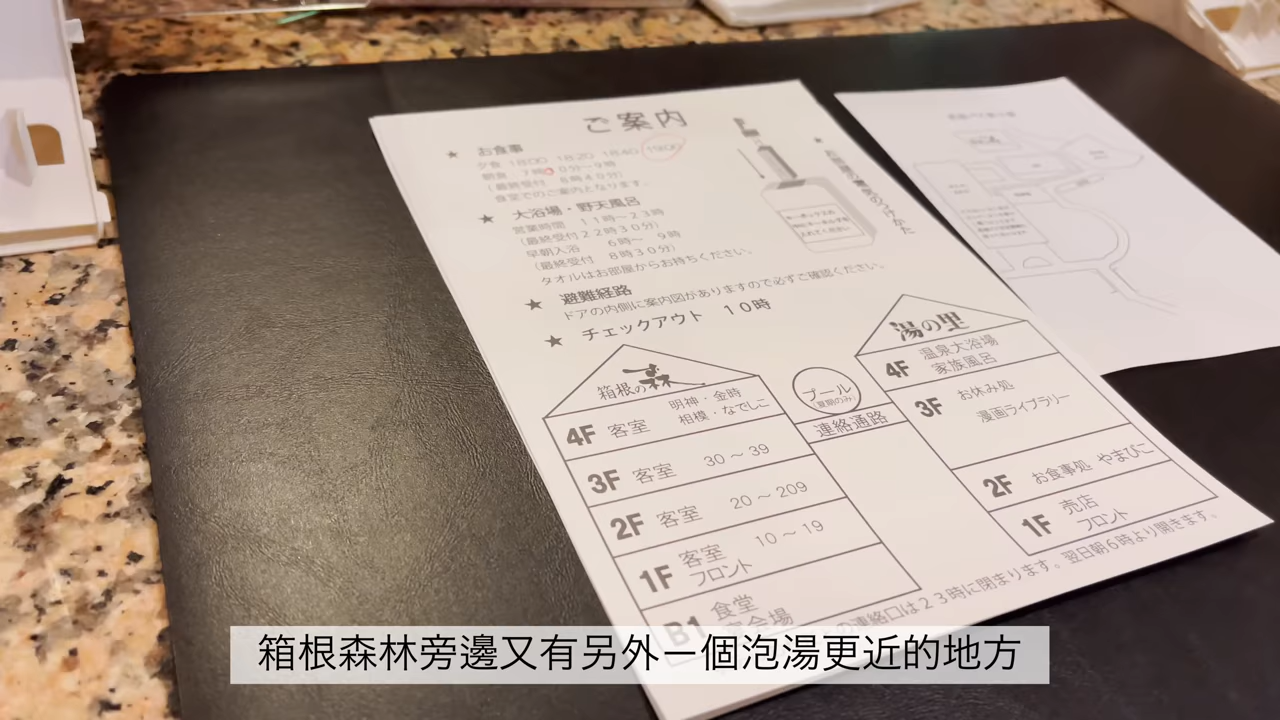 ご案内
★ お食事
夕食 18:00 18:20 18:40 19:00
朝食 7時30分～9時
(最終受付 8時40分)
食堂でのご案内となります。
★ 大浴場・野天風呂
営業時間 11時～23時
(最終受付22時30分)
早朝入浴 6時～ 9時
(最終受付 8時30分)
タオルはお部屋からお持ちください。
★ 避難経路
ドアの内側に案内図がありますので必ずご確認ください。
★ チェックアウト 10時
箱根の森
4F 客室 明神・金時
相模・なでしこ
3F 客室 30～39
2F 客室 20～209
1F 客室 10～19
フロント
B1 食堂
プール
(夏期のみ)
連絡通路
湯の里
4F 温泉大浴場
家族風呂
3F お休み処
漫画ライブラリー
2F お食事処 やまびこ
1F 売店
フロント
の連絡口は23時に閉まります。翌日朝6時より開きます。
箱根森林旁邊又有另外一個泡湯更近的地方